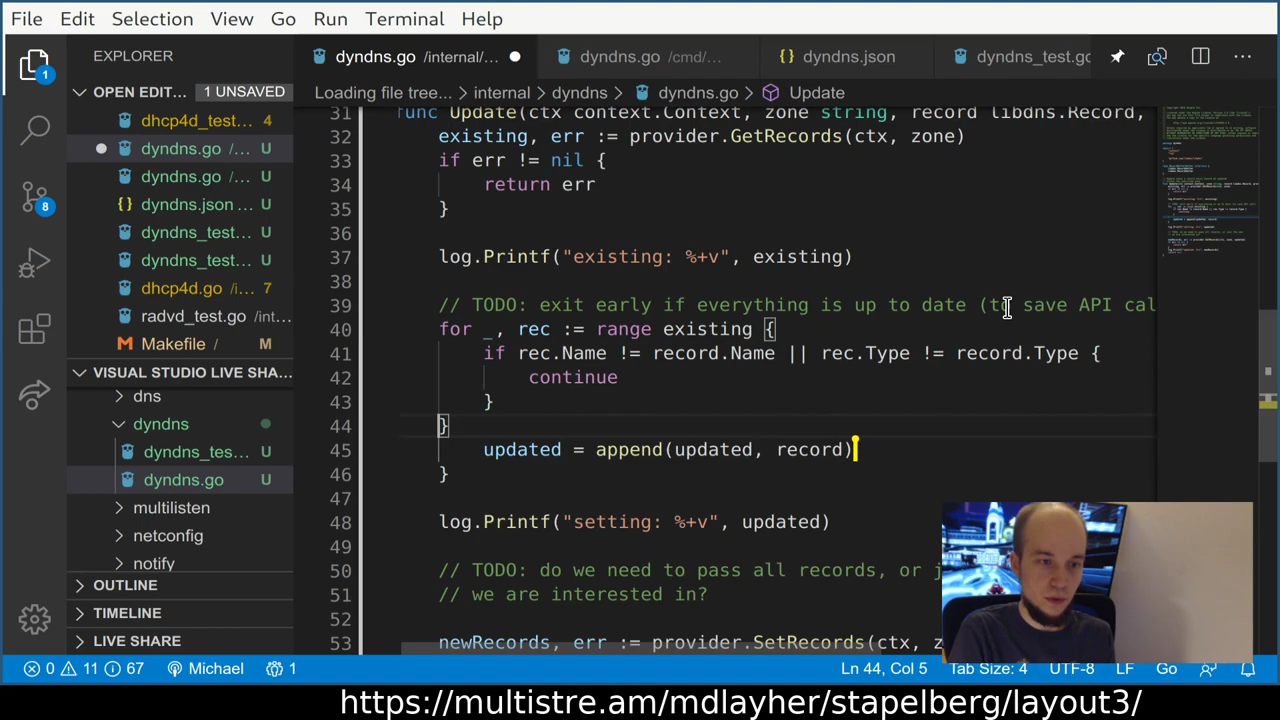 File Edit Selection View Go Run Terminal Help
EXPLORER
dyndns.go /internal/...
dyndns.go /cmd/...
{} dyndns.json
dyndns_test.go
OPEN EDIT... 1 UNSAVED
Loading file tree... > internal > dyndns > dyndns.go > Update
dhcp4d_test... 4
dyndns.go /... U
dyndns.go /... U
{} dyndns.json ... U
dyndns_test... U
dyndns_test... U
dhcp4d.go /i... 7
radvd_test.go /int...
Makefile / M
VISUAL STUDIO LIVE SHA...
dns
dyndns
dyndns_tes... U
dyndns.go U
multilisten
netconfig
notify
OUTLINE
TIMELINE
LIVE SHARE
1
8
31 func Update(ctx context.Context, zone string, record libdns.Record,
32 existing, err := provider.GetRecords(ctx, zone)
33 if err != nil {
34 return err
35 }
36
37 log.Printf("existing: %+v", existing)
38
39 // TODO: exit early if everything is up to date (to save API cal
40 for _, rec := range existing {
41 if rec.Name != record.Name || rec.Type != record.Type {
42 continue
43 }
44 }
45 updated = append(updated, record)
46 }
47
48 log.Printf("setting: %+v", updated)
49
50 // TODO: do we need to pass all records, or j
51 // we are interested in?
52
53 newRecords, err := provider.SetRecords(ctx, zo
0 11 67 Michael 1 Ln 44, Col 5 Tab Size: 4 UTF-8 LF Go
https://multistre.am/mdlayher/stapelberg/layout3/